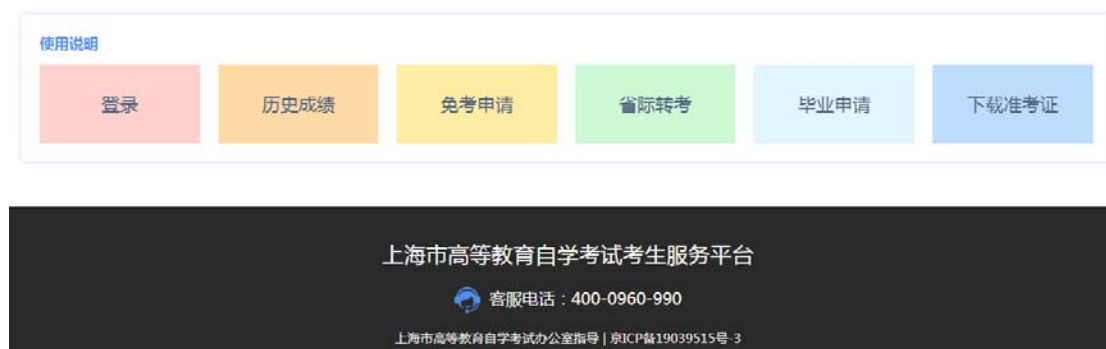 使用说明
登录 历史成绩 免考申请 省际转考 毕业申请 下载准考证
上海市高等教育自学考试考生服务平台
客服电话：400-0960-990
上海市高等教育自学考试办公室指导 | 京ICP备19039515号-3